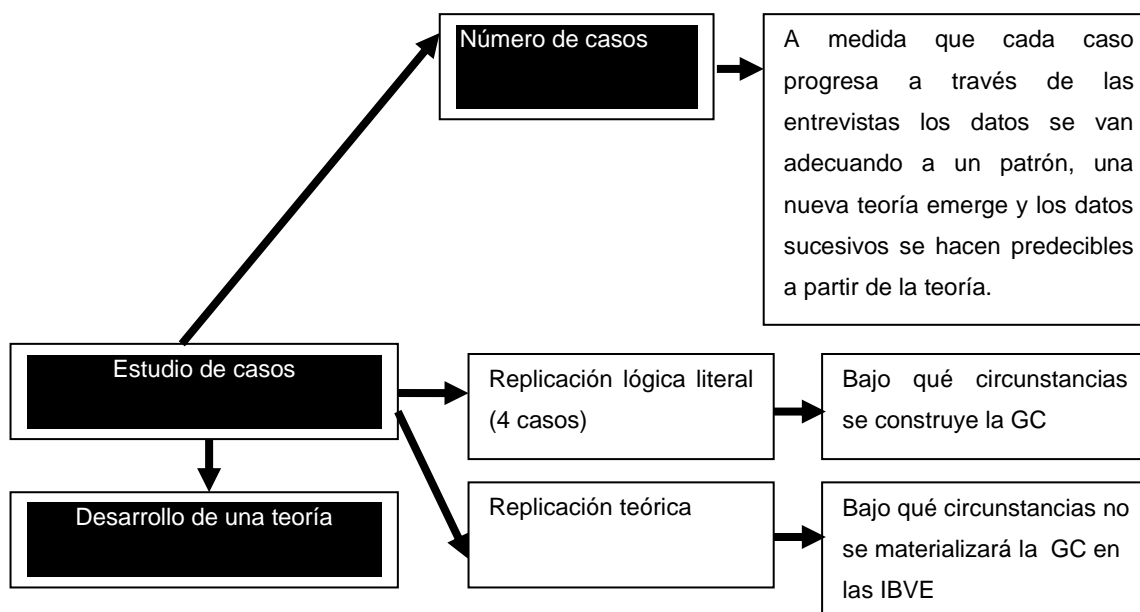 Número de casos
A medida que cada caso
progresa a través de las
entrevistas los datos se van
adecuando a un patrón, una
nueva teoría emerge y los datos
sucesivos se hacen predecibles
a partir de la teoría.
Estudio de casos
Replicación lógica literal
(4 casos)
Bajo qué circunstancias
se construye la GC
Desarrollo de una teoría
Replicación teórica
Bajo qué circunstancias no
se materializará la GC en
las IBVE